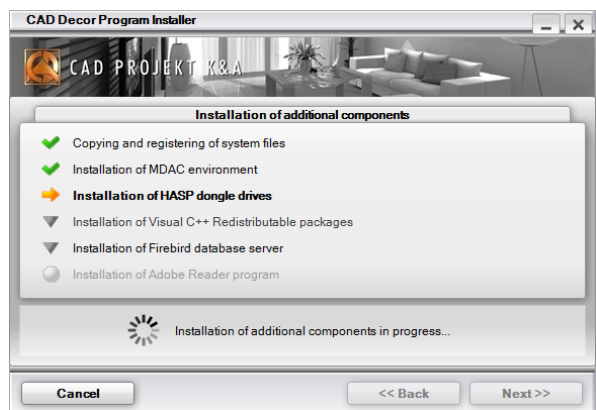 CAD Decor Program Installer
CAD PROJEKT K&A
Installation of additional components
Copying and registering of system files
Installation of MDAC environment
Installation of HASP dongle drives
Installation of Visual C++ Redistributable packages
Installation of Firebird database server
Installation of Adobe Reader program
Installation of additional components in progress...
Cancel
<< Back
Next >>